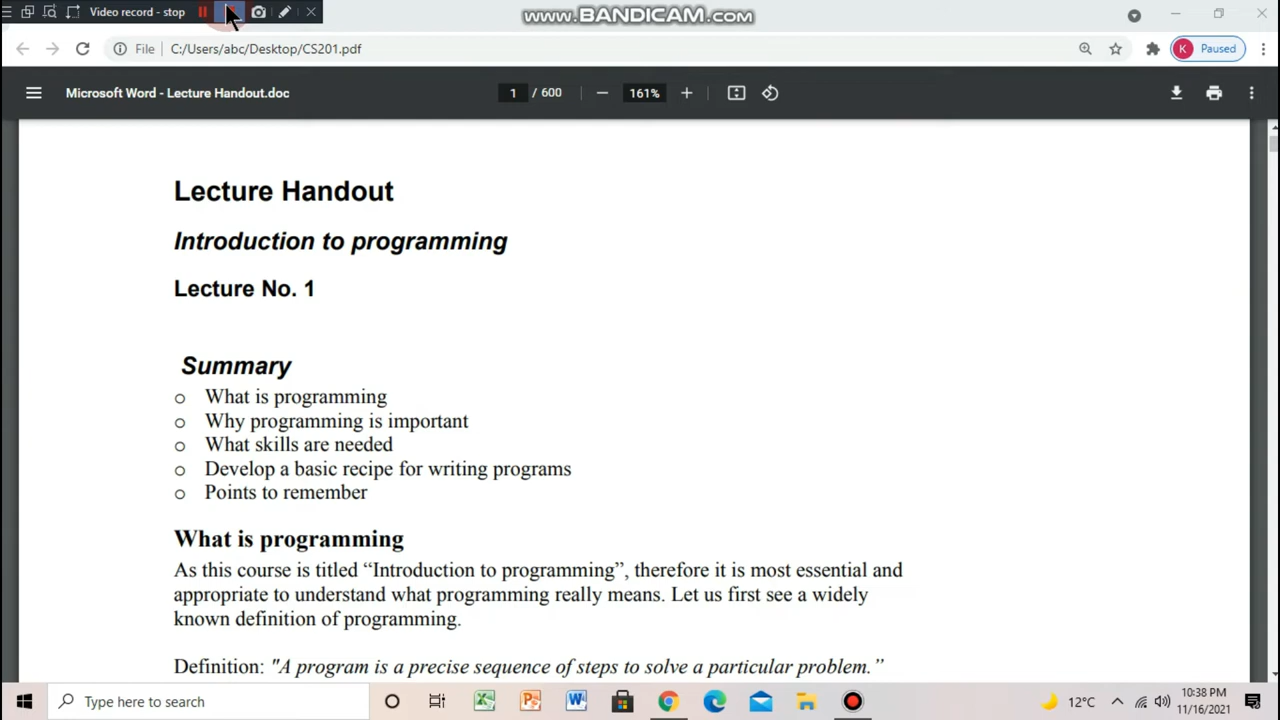 Video record - stop
www.BANDICAM.com
File C:/Users/abc/Desktop/CS201.pdf
K Paused
Microsoft Word - Lecture Handout.doc
1 / 600
161%
Lecture Handout
Introduction to programming
Lecture No. 1
Summary
o What is programming
o Why programming is important
o What skills are needed
o Develop a basic recipe for writing programs
o Points to remember
What is programming
As this course is titled “Introduction to programming”, therefore it is most essential and
appropriate to understand what programming really means. Let us first see a widely
known definition of programming.
Definition: "A program is a precise sequence of steps to solve a particular problem.”
Type here to search
12°C
10:38 PM
11/16/2021